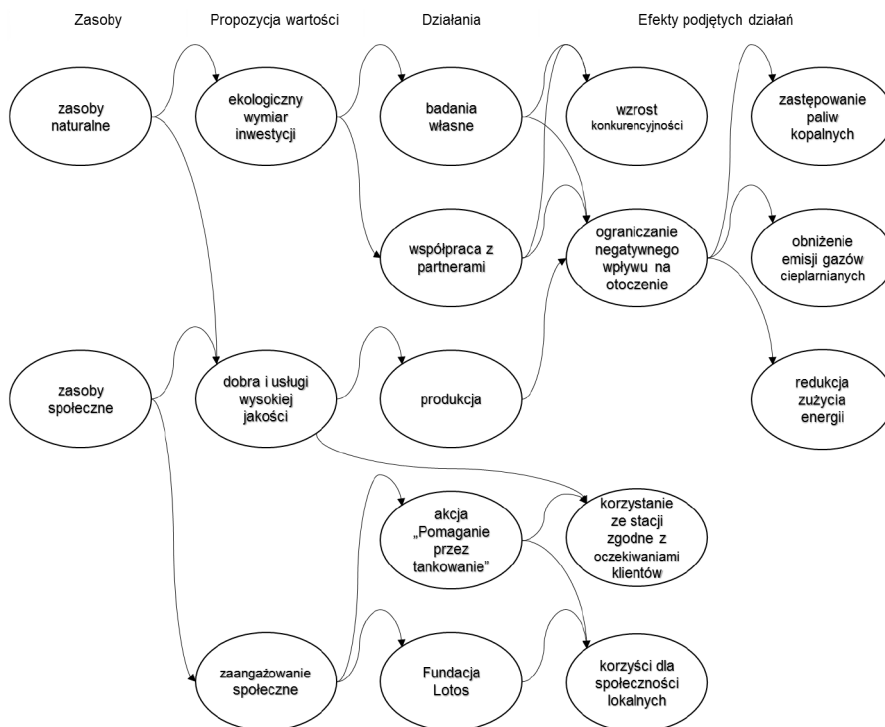 Zasoby
Propozycja wartości
Działania
Efekty podjętych działań
zasoby
naturalne
ekologiczny
wymiar
inwestycji
badania
własne
wzrost
konkurencyjności
zastępowanie
paliw
kopalnych
współpraca z
partnerami
ograniczanie
negatywnego
wpływu na
otoczenie
obniżenie
emisji gazów
cieplarnianych
zasoby
społeczne
dobra i usługi
wysokiej
jakości
produkcja
redukcja
zużycia
energii
akcja
„Pomaganie
przez
tankowanie”
korzystanie
ze stacji
zgodne z
oczekiwaniami
klientów
zaangażowanie
społeczne
Fundacja
Lotos
korzyści dla
społeczności
lokalnych